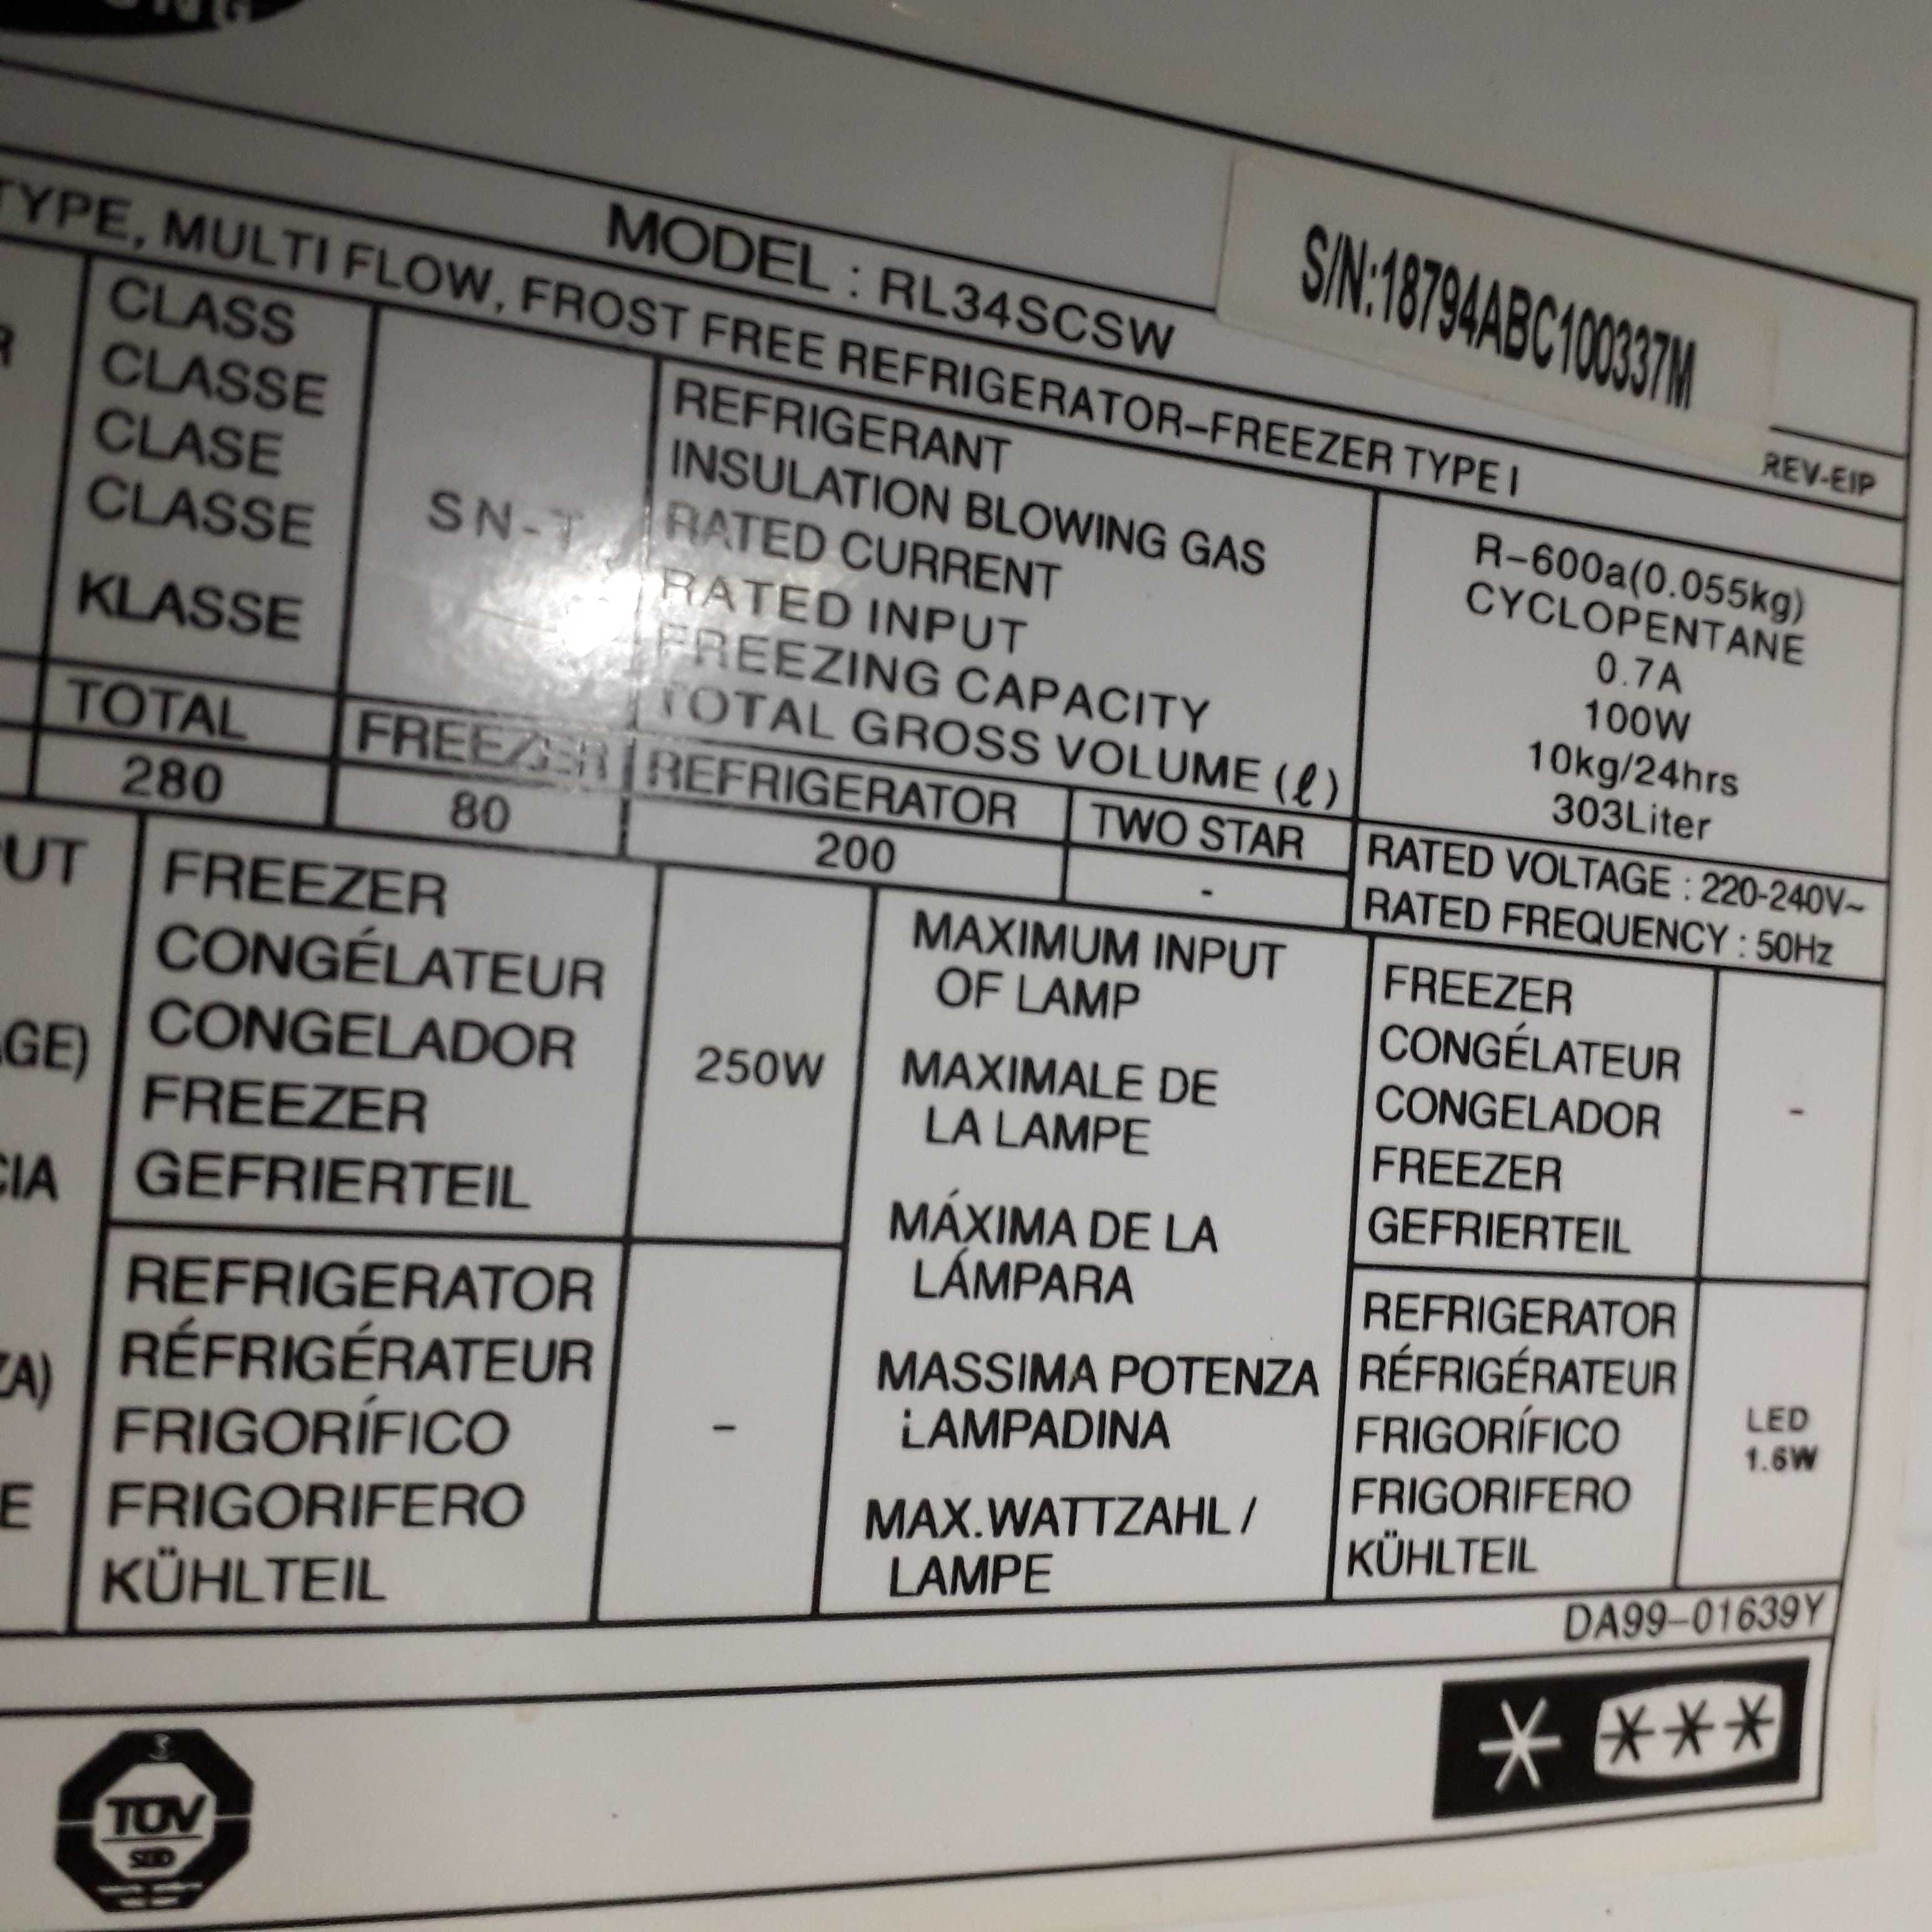 MODEL : RL34SCSW
S/N:18794ABC100337M
TYPE, MULTI FLOW, FROST FREE REFRIGERATOR-FREEZER TYPE I
REV-EIP
CLASS
CLASSE
CLASE
CLASSE
KLASSE
SN-T
REFRIGERANT
R-600a(0.055kg)
INSULATION BLOWING GAS
CYCLOPENTANE
RATED CURRENT
0.7A
RATED INPUT
100W
FREEZING CAPACITY
10kg/24hrs
TOTAL GROSS VOLUME (ℓ)
303Liter
TOTAL
FREEZER
REFRIGERATOR
TWO STAR
280
80
200
-
RATED VOLTAGE : 220-240V~
RATED FREQUENCY : 50Hz
FREEZER
CONGÉLATEUR
CONGELADOR
FREEZER
GEFRIERTEIL
250W
REFRIGERATOR
RÉFRIGÉRATEUR
FRIGORÍFICO
FRIGORIFERO
KÜHLTEIL
-
MAXIMUM INPUT
OF LAMP
MAXIMALE DE
LA LAMPE
MÁXIMA DE LA
LÁMPARA
MASSIMA POTENZA
LAMPADINA
MAX.WATTZAHL /
LAMPE
FREEZER
CONGÉLATEUR
CONGELADOR
FREEZER
GEFRIERTEIL
-
REFRIGERATOR
RÉFRIGÉRATEUR
FRIGORÍFICO
FRIGORIFERO
KÜHLTEIL
LED
1.6W
DA99-01639Y
TÜV